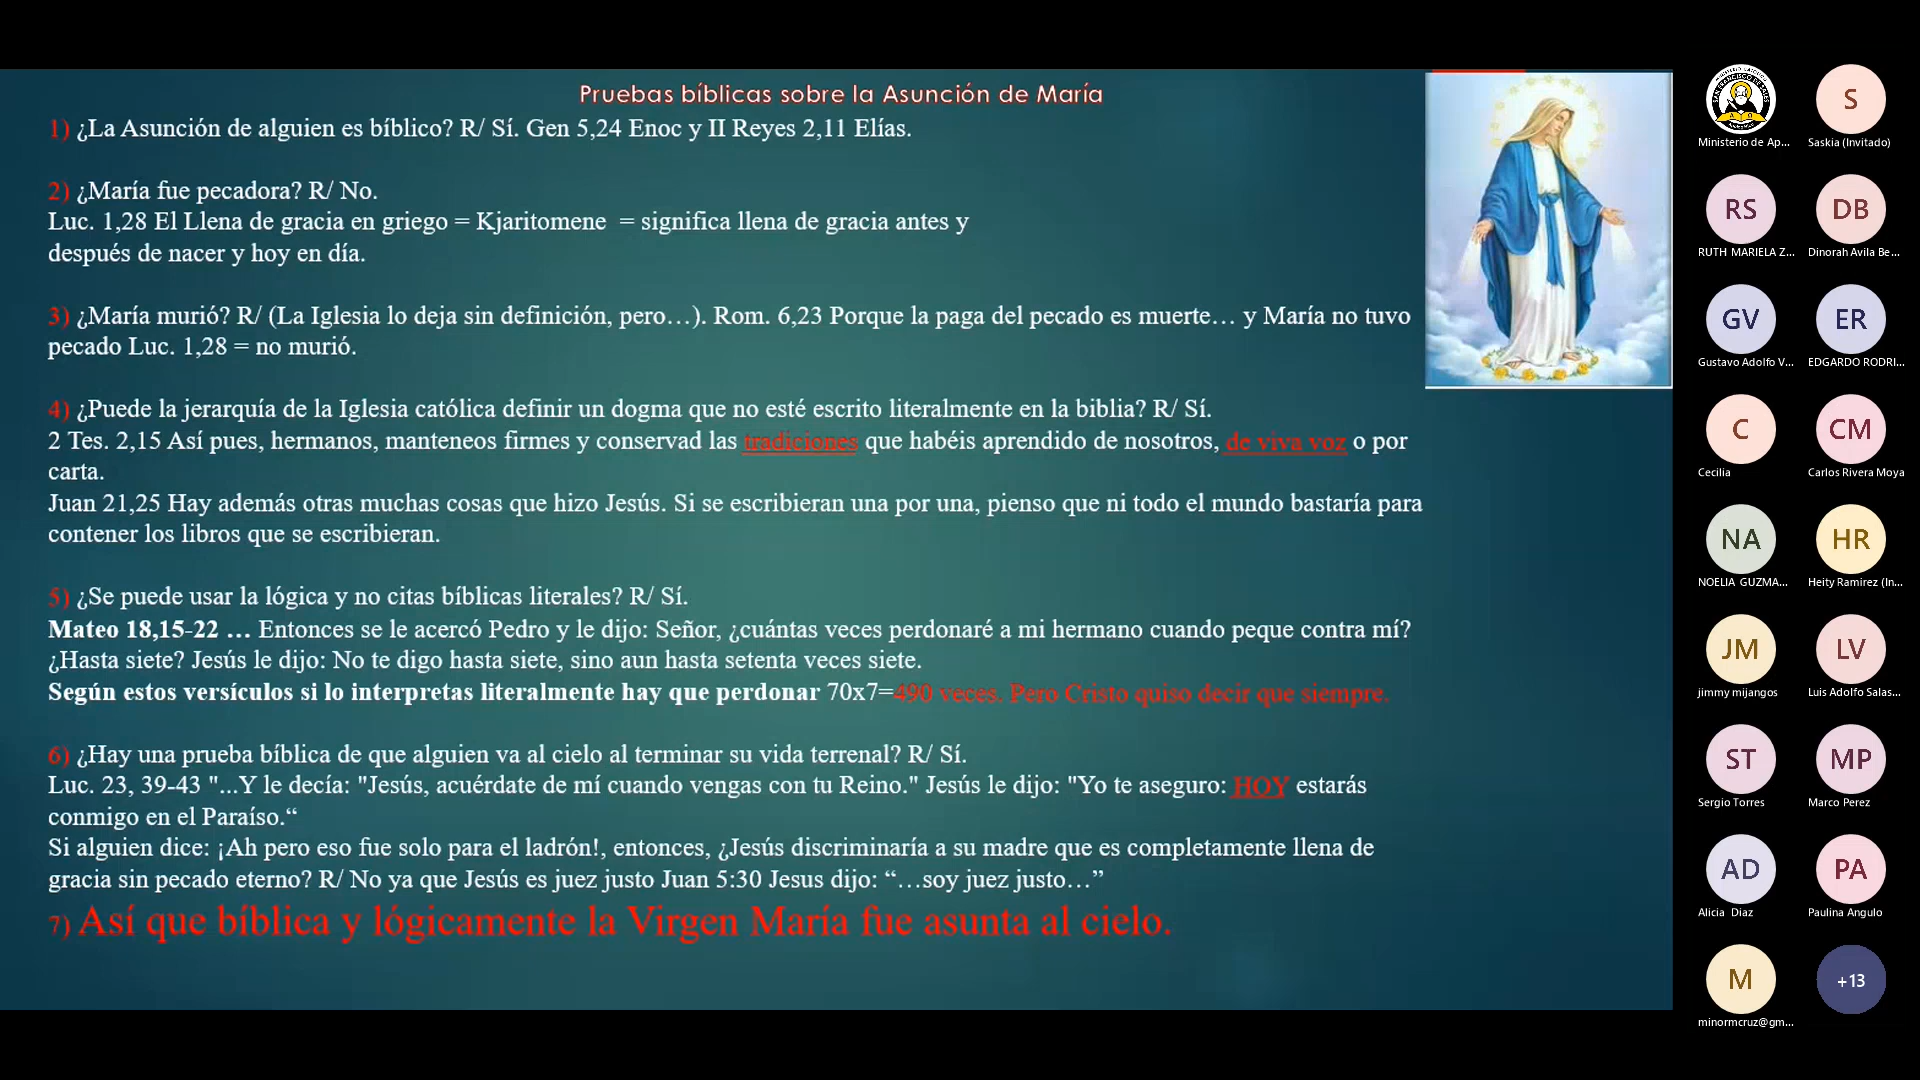 Pruebas bíblicas sobre la Asunción de María
1) ¿La Asunción de alguien es bíblico? R/ Sí. Gen 5,24 Enoc y II Reyes 2,11 Elías.
2) ¿María fue pecadora? R/ No.
Luc. 1,28 El Llena de gracia en griego = Kjaritomene  = significa llena de gracia antes y
después de nacer y hoy en día.
3) ¿María murió? R/ (La Iglesia lo deja sin definición, pero…). Rom. 6,23 Porque la paga del pecado es muerte… y María no tuvo
pecado Luc. 1,28 = no murió.
4) ¿Puede la jerarquía de la Iglesia católica definir un dogma que no esté escrito literalmente en la biblia? R/ Sí.
2 Tes. 2,15 Así pues, hermanos, manteneos firmes y conservad las tradiciones que habéis aprendido de nosotros, de viva voz o por
carta.
Juan 21,25 Hay además otras muchas cosas que hizo Jesús. Si se escribieran una por una, pienso que ni todo el mundo bastaría para
contener los libros que se escribieran.
5) ¿Se puede usar la lógica y no citas bíblicas literales? R/ Sí.
Mateo 18,15-22 … Entonces se le acercó Pedro y le dijo: Señor, ¿cuántas veces perdonaré a mi hermano cuando peque contra mí?
¿Hasta siete? Jesús le dijo: No te digo hasta siete, sino aun hasta setenta veces siete.
Según estos versículos si lo interpretas literalmente hay que perdonar 70x7=490 veces. Pero Cristo quiso decir que siempre.
6) ¿Hay una prueba bíblica de que alguien va al cielo al terminar su vida terrenal? R/ Sí.
Luc. 23, 39-43 "...Y le decía: "Jesús, acuérdate de mí cuando vengas con tu Reino." Jesús le dijo: "Yo te aseguro: HOY estarás
conmigo en el Paraíso.“
Si alguien dice: ¡Ah pero eso fue solo para el ladrón!, entonces, ¿Jesús discriminaría a su madre que es completamente llena de
gracia sin pecado eterno? R/ No ya que Jesús es juez justo Juan 5:30 Jesus dijo: “…soy juez justo…”
7) Así que bíblica y lógicamente la Virgen María fue asunta al cielo.
Ministerio de Ap...
S
Saskia (Invitado)
RS
RUTH MARIELA Z...
DB
Dinorah Avila Be...
GV
Gustavo Adolfo V...
ER
EDGARDO RODRI...
C
Cecilia
CM
Carlos Rivera Moya
NA
NOELIA GUZMA...
HR
Heity Ramirez (In...
JM
jimmy mijangos
LV
Luis Adolfo Salas...
ST
Sergio Torres
MP
Marco Perez
AD
Alicia  Diaz
PA
Paulina Angulo
M
minormcruz@gm...
+13